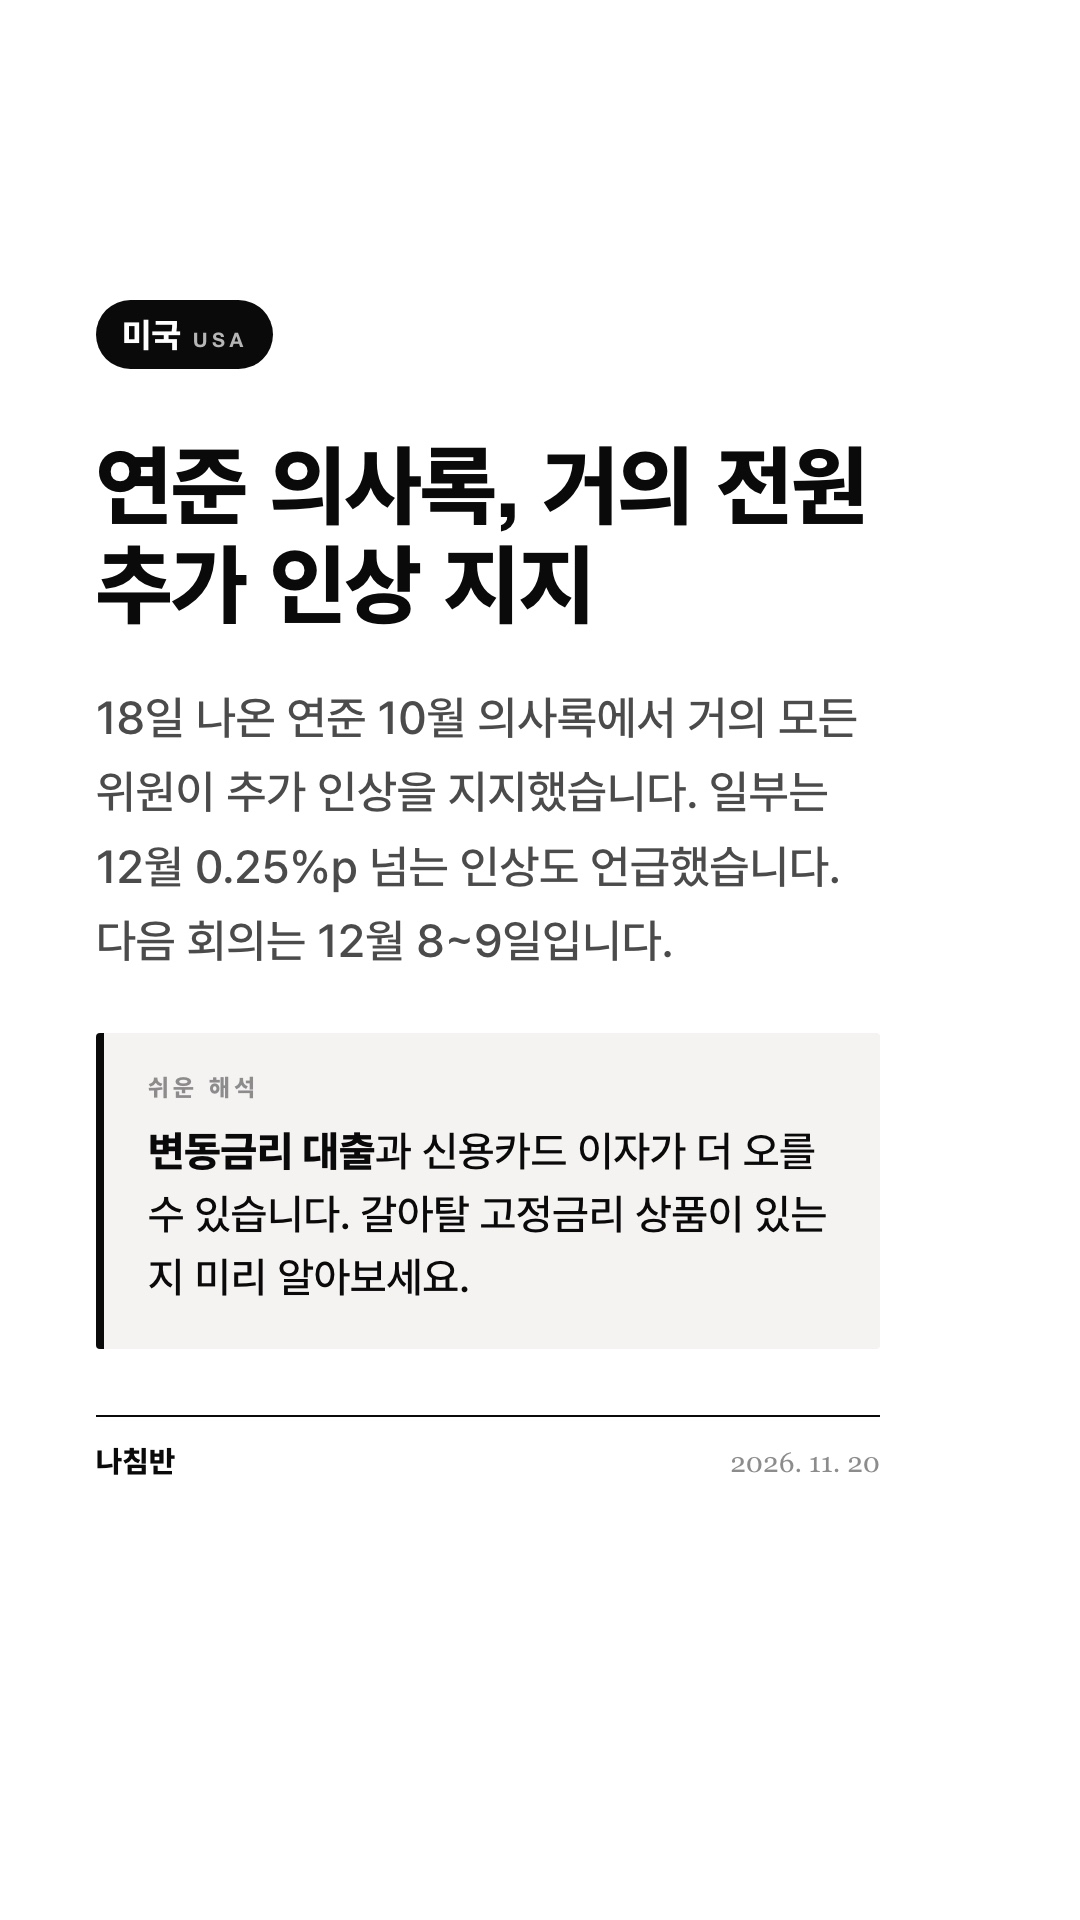 미국 USA
연준 의사록, 거의 전원
추가 인상 지지
18일 나온 연준 10월 의사록에서 거의 모든
위원이 추가 인상을 지지했습니다. 일부는
12월 0.25%p 넘는 인상도 언급했습니다.
다음 회의는 12월 8~9일입니다.
쉬운 해석
변동금리 대출과 신용카드 이자가 더 오를
수 있습니다. 갈아탈 고정금리 상품이 있는
지 미리 알아보세요.
나침반
2026. 11. 20